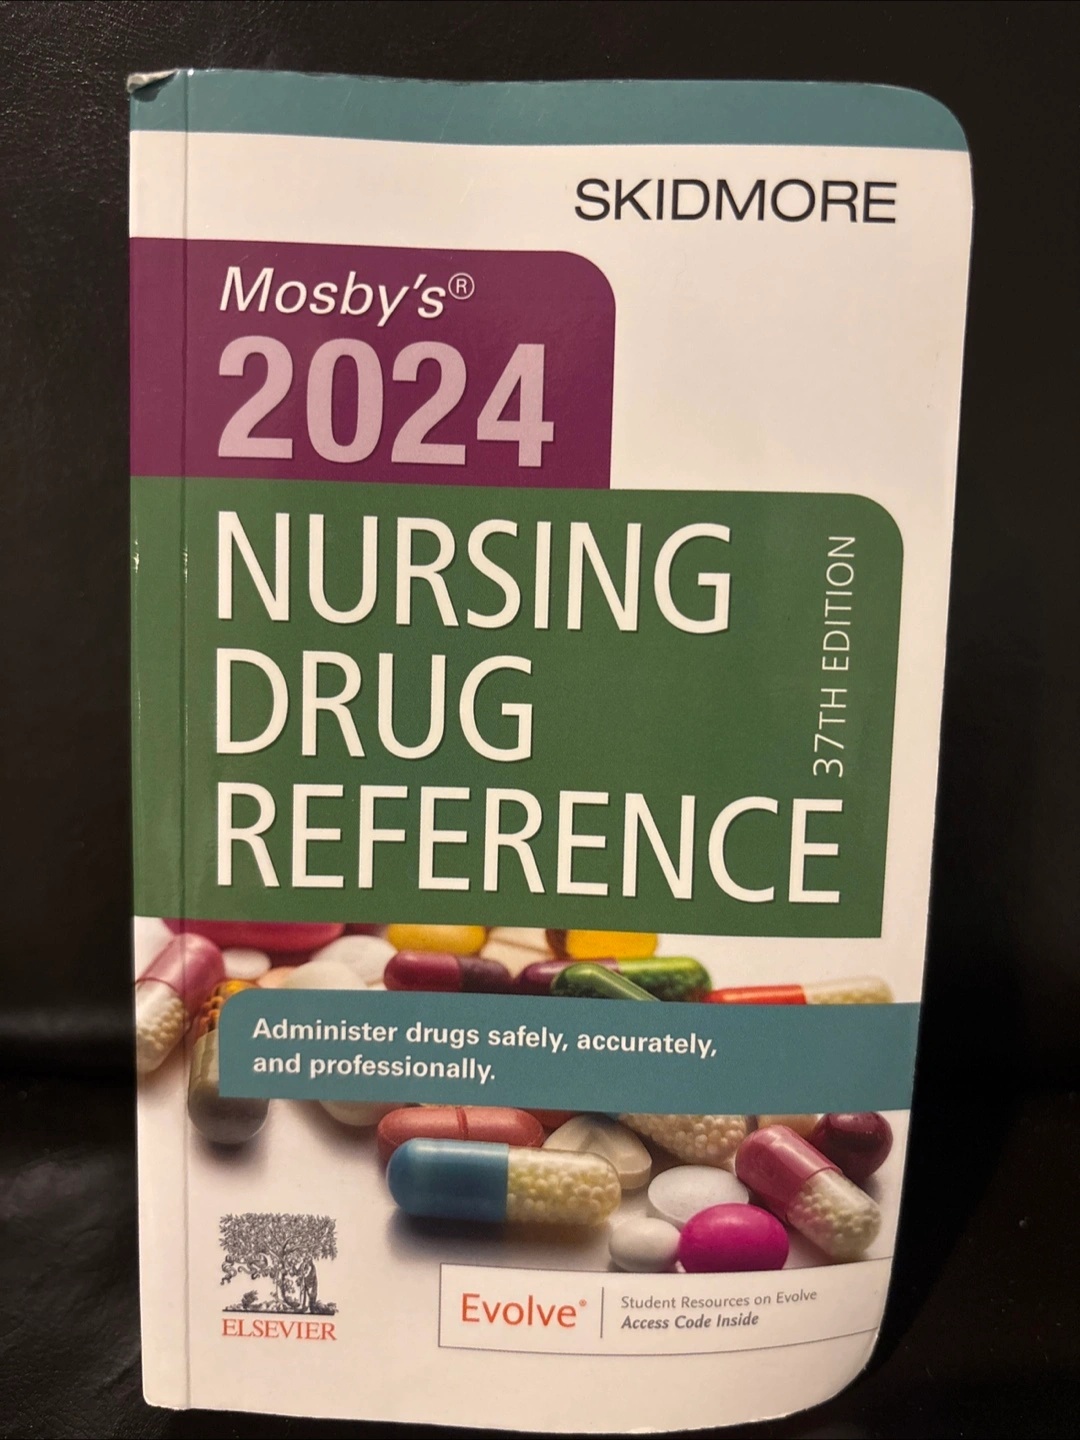 SKIDMORE
Mosby's®
2024
NURSING
DRUG
REFERENCE
37TH EDITION
Administer drugs safely, accurately,
and professionally.
ELSEVIER
Evolve®
Student Resources on Evolve
Access Code Inside